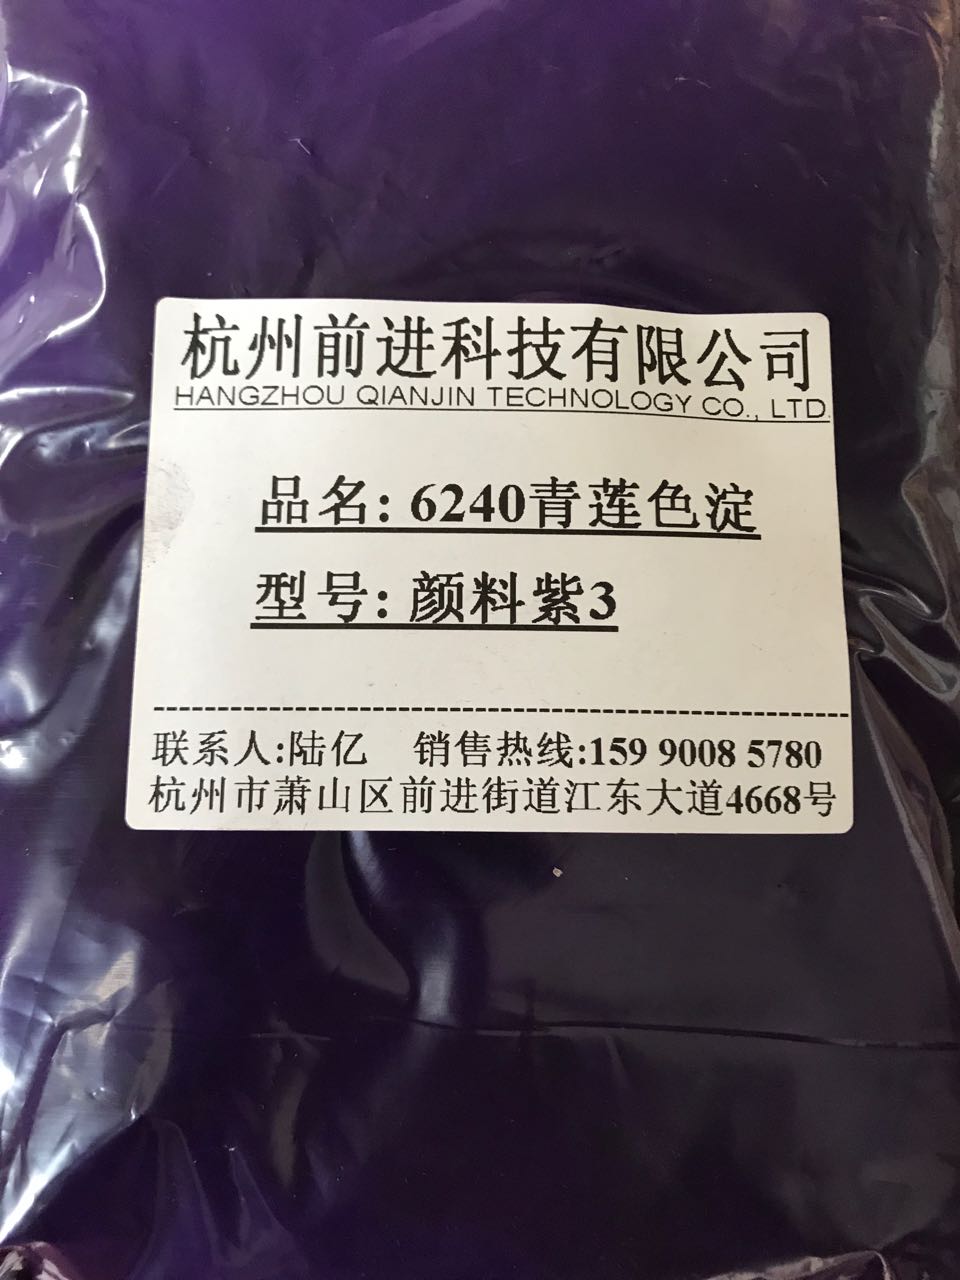 杭州前进科技有限公司
HANGZHOU QIANJIN TECHNOLOGY CO., LTD.
品名: 6240青莲色淀
型号: 颜料紫3
联系人:陆亿 销售热线:159 9008 5780
杭州市萧山区前进街道江东大道4668号